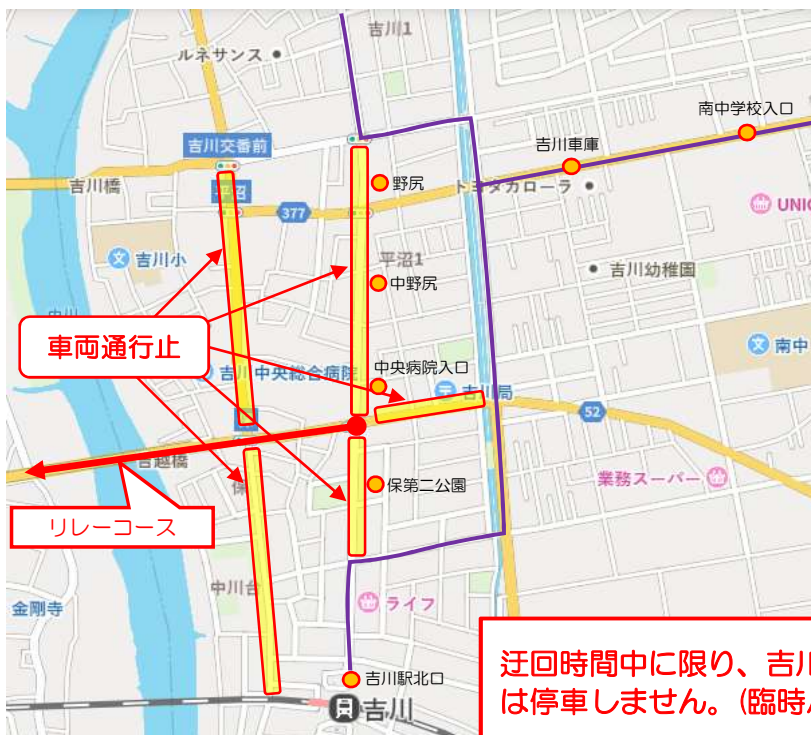 吉川1
ルネサンス
南中学校入口
吉川交番前
吉川車庫
吉川橋
平沼
野尻
トヨタカローラ
377
UNIC
吉川小
平沼1
吉川幼稚園
中野尻
中川
車両通行止
南中
中央病院入口
吉川中央総合病院
吉川局
52
吉越橋
保
保第二公園
業務スーパー
リレーコース
中川台
金剛寺
ライフ
吉川駅北口
吉川
迂回時間中に限り、吉川
は停車しません。(臨時